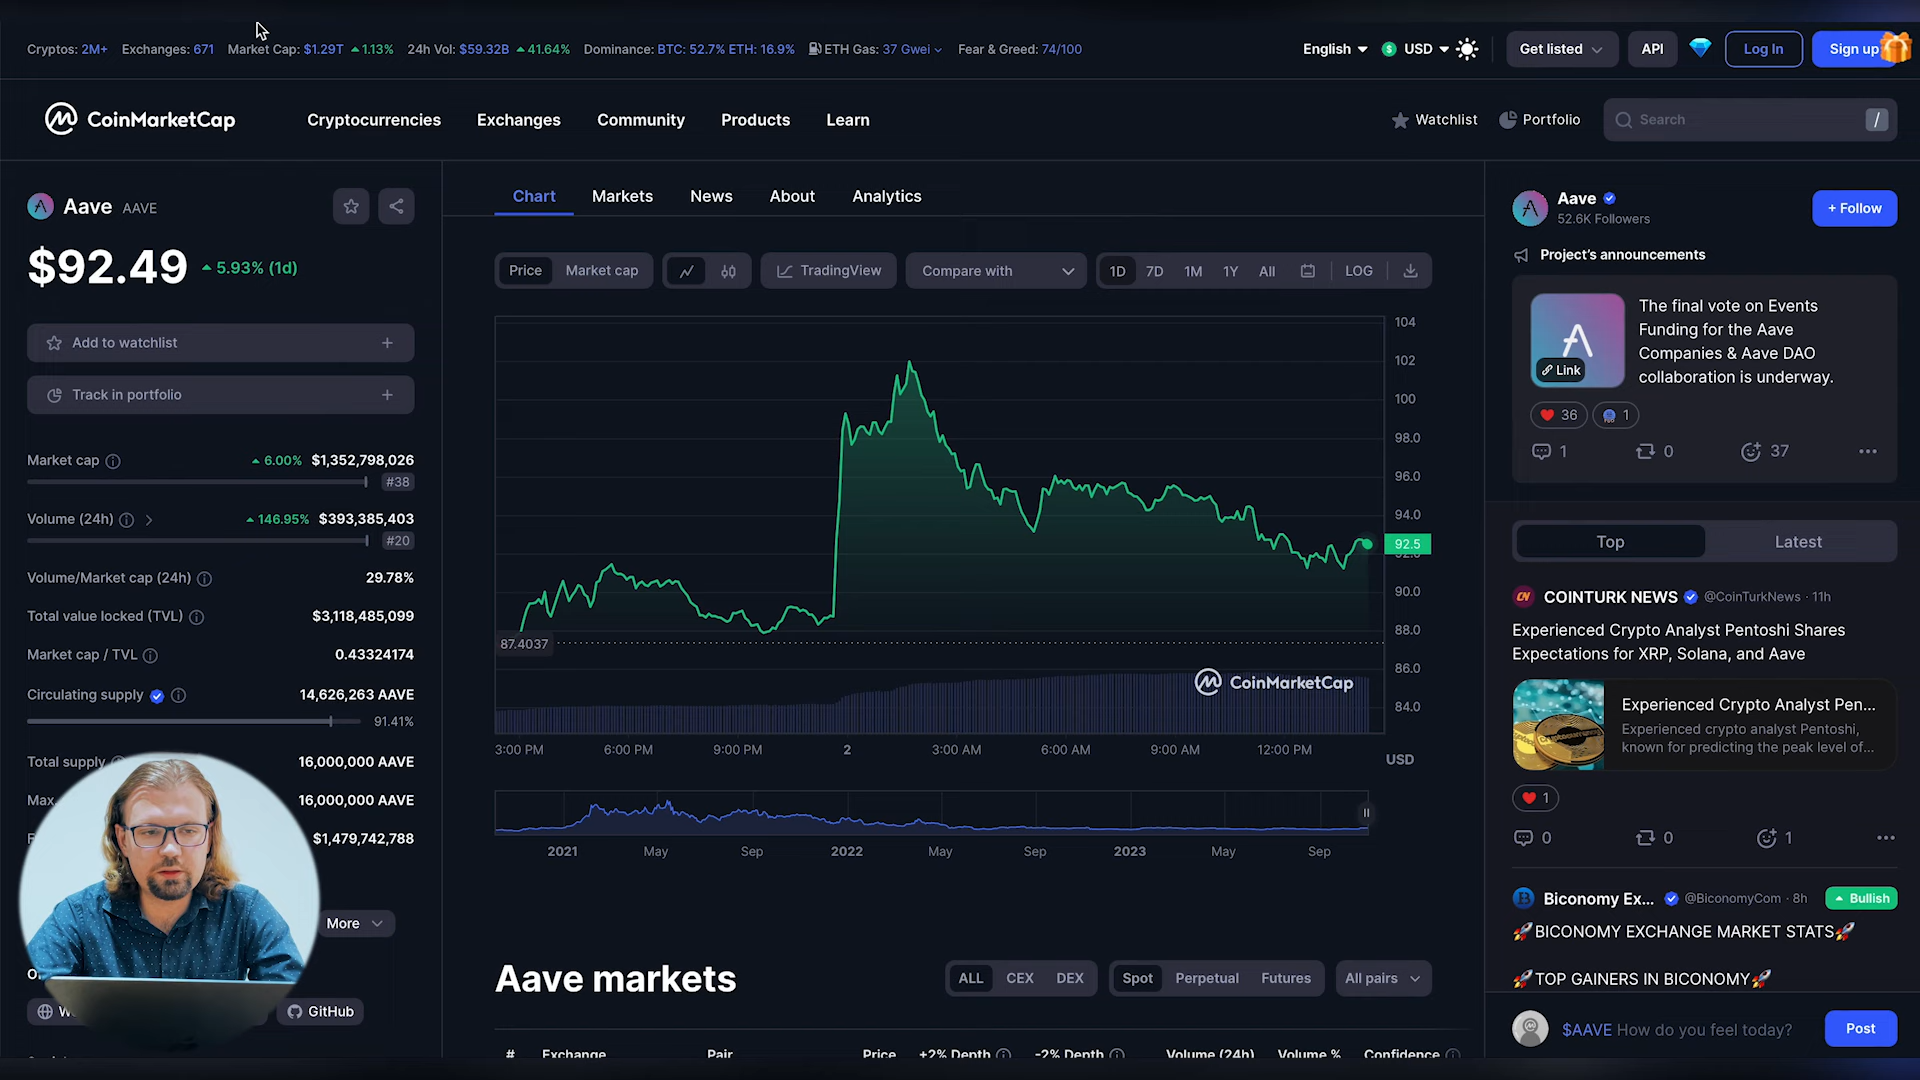 Cryptos: 2M+ Exchanges: 671 Market Cap: $1.29T 1.13% 24h Vol: $59.32B 41.64% Dominance: BTC: 52.7% ETH: 16.9% ETH Gas: 37 Gwei Fear & Greed: 74/100
English USD Get listed API Log In Sign up
CoinMarketCap Cryptocurrencies Exchanges Community Products Learn
Watchlist Portfolio Search /
Aave AAVE
$92.49 5.93% (1d)
Add to watchlist +
Track in portfolio +
Market cap 6.00% $1,352,798,026
#38
Volume (24h) 146.95% $393,385,403
#20
Volume/Market cap (24h) 29.78%
Total value locked (TVL) $3,118,485,099
Market cap / TVL 0.43324174
Circulating supply 14,626,263 AAVE
91.41%
Total supply 16,000,000 AAVE
Max. 16,000,000 AAVE
$1,479,742,788
More
GitHub
Chart Markets News About Analytics
Price Market cap TradingView Compare with 1D 7D 1M 1Y All LOG
104
102
100
98.0
96.0
94.0
92.5
90.0
88.0
86.0
84.0
87.4037
CoinMarketCap
3:00 PM 6:00 PM 9:00 PM 2 3:00 AM 6:00 AM 9:00 AM 12:00 PM
USD
2021 May Sep 2022 May Sep 2023 May Sep
Aave markets
ALL CEX DEX Spot Perpetual Futures All pairs
# Exchange Pair Price +2% Depth -2% Depth Volume (24h) Volume % Confidence
Aave
52.6K Followers
+ Follow
Project's announcements
The final vote on Events
Funding for the Aave
Companies & Aave DAO
collaboration is underway.
Link
36 1
1 0 37
Top Latest
COINTURK NEWS @CoinTurkNews · 11h
Experienced Crypto Analyst Pentoshi Shares
Expectations for XRP, Solana, and Aave
Experienced Crypto Analyst Pen...
Experienced crypto analyst Pentoshi,
known for predicting the peak level of...
1
0 0 1
Biconomy Ex... @BiconomyCom · 8h Bullish
🚀BICONOMY EXCHANGE MARKET STATS🚀
🚀TOP GAINERS IN BICONOMY🚀
$AAVE How do you feel today? Post